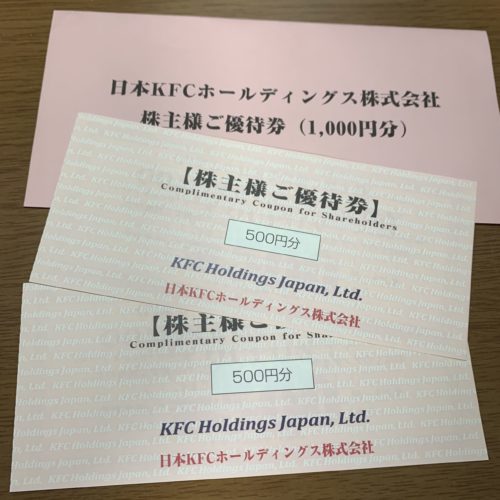 日本KFCホールディングス株式会社
株主様ご優待券（1,000円分）
【株主様ご優待券】
Complimentary Coupon for Shareholders
500円分
KFC Holdings Japan, Ltd.
日本KFCホールディングス株式会社
【株主様ご
Complimentary Coupon for Shareholders
500円分
KFC Holdings Japan, Ltd.
日本KFCホールディングス株式会社